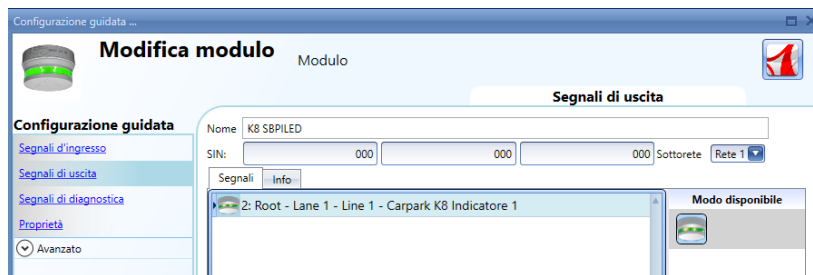 Configurazione guidata ...
Modifica modulo
Modulo
Segnali di uscita
Configurazione guidata
Nome K8 SBPILED
Segnali d'ingresso
SIN: 000 000 000 Sottorete Rete 1
Segnali di uscita
Segnali Info
Segnali di diagnostica
2: Root - Lane 1 - Line 1 - Carpark K8 Indicatore 1
Modo disponibile
Proprietà
Avanzato